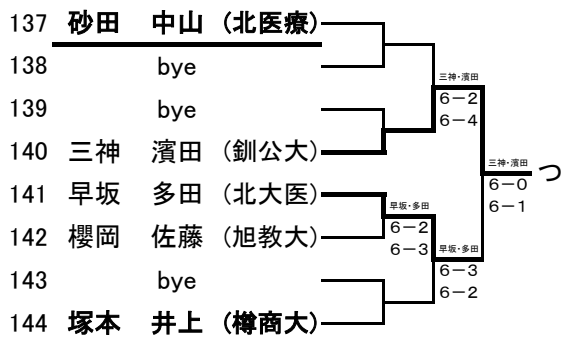 137 砂田 中山 (北医療)
138 bye
139 bye
140 三神 濱田 (釧公大)
141 早坂 多田 (北大医)
142 櫻岡 佐藤 (旭教大)
143 bye
144 塚本 井上 (樽商大)
三神・濱田
6-2
6-4
早坂・多田
6-2
6-3
早坂・多田
6-3
6-2
三神・濱田
6-0
6-1
つ